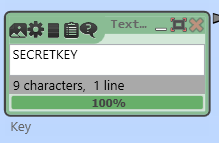 Text...
SECRETKEY
9 characters, 1 line
100%
Key